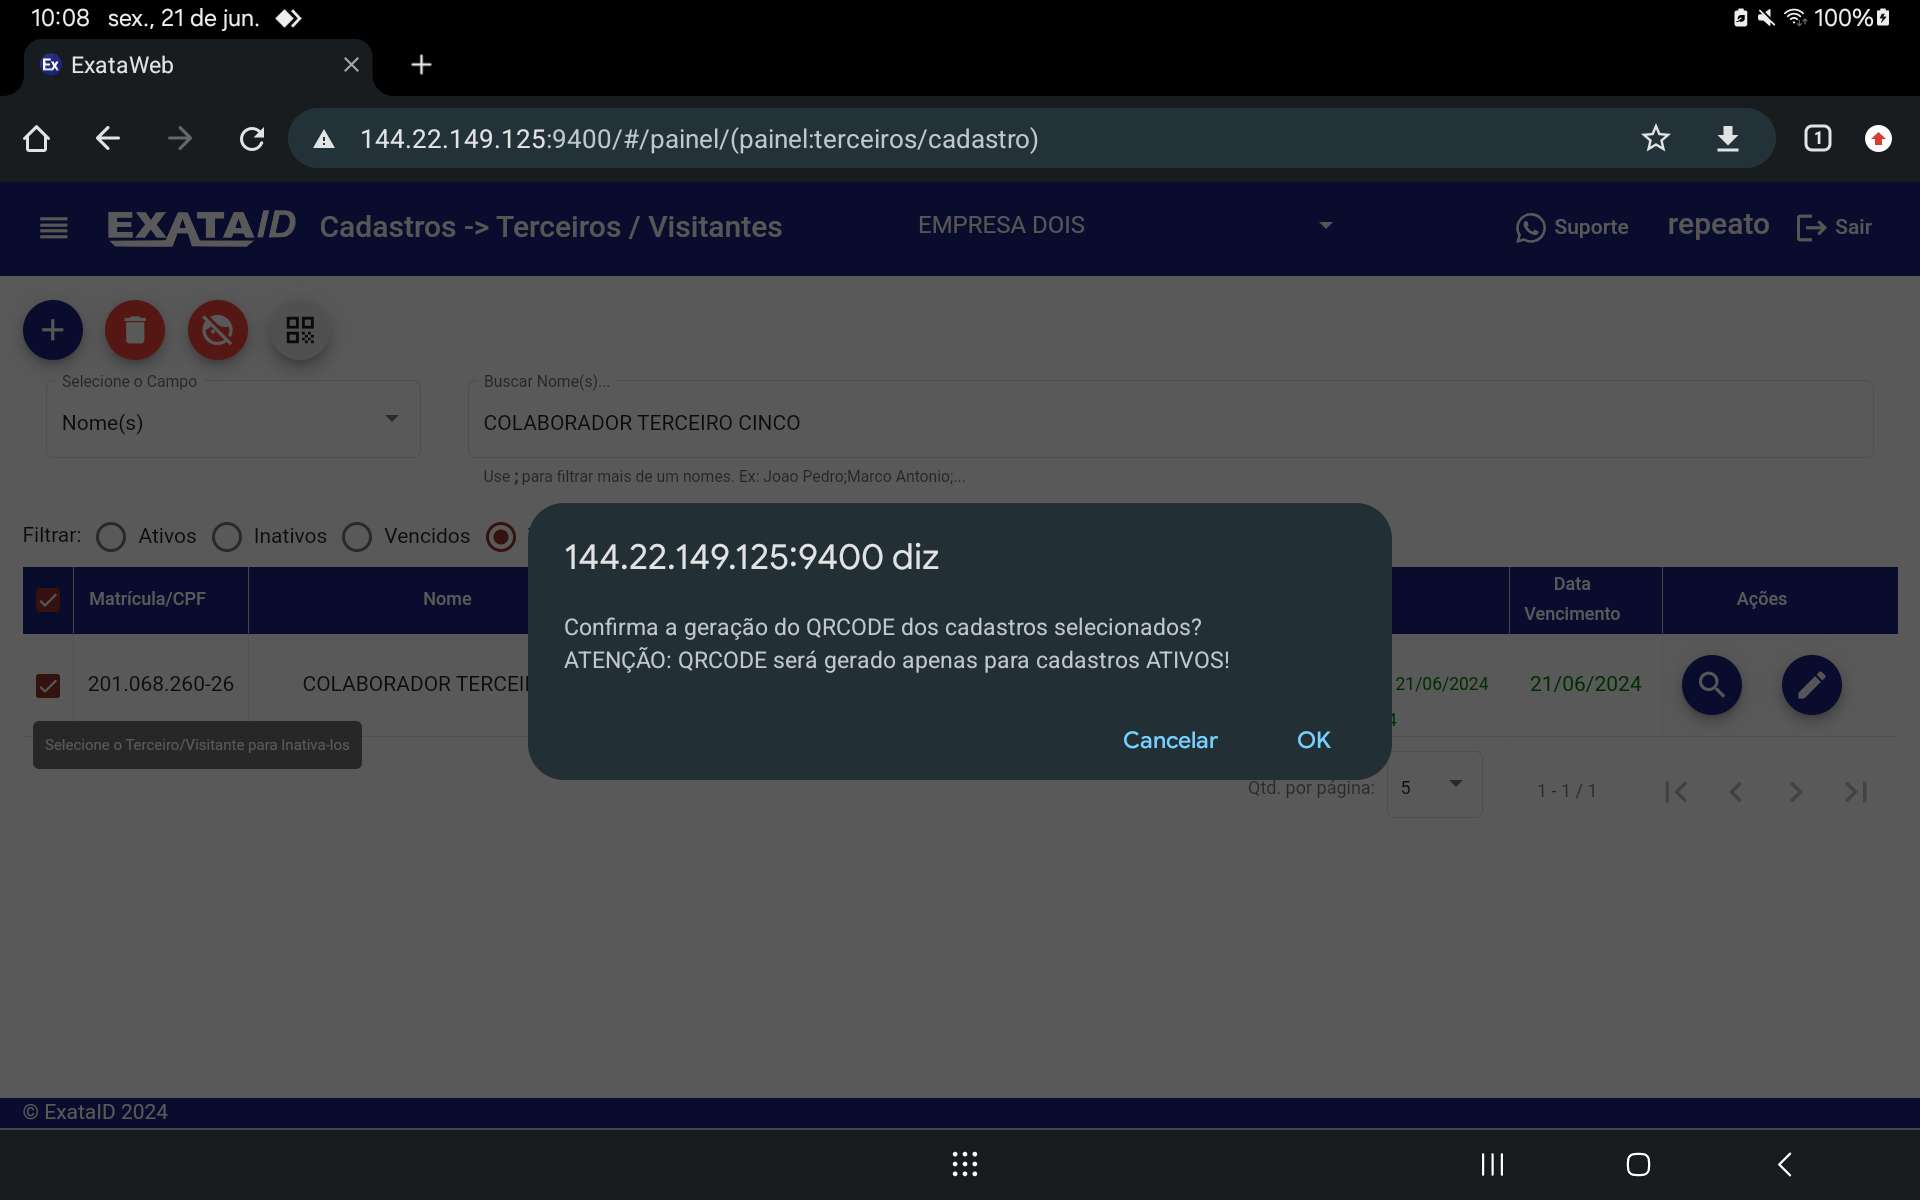 10:08 sex., 21 de jun. 100%
Ex ExataWeb
144.22.149.125:9400/#/painel/(painel:terceiros/cadastro) 1
EXATAID Cadastros -> Terceiros / Visitantes EMPRESA DOIS Suporte repeato Sair
Selecione o Campo Buscar Nome(s)...
Nome(s) COLABORADOR TERCEIRO CINCO
Use ; para filtrar mais de um nomes. Ex: Joao Pedro;Marco Antonio;...
Filtrar: Ativos Inativos Vencidos
144.22.149.125:9400 diz
Matrícula/CPF Nome Data Vencimento Ações
Confirma a geração do QRCODE dos cadastros selecionados?
ATENÇÃO: QRCODE será gerado apenas para cadastros ATIVOS!
201.068.260-26 COLABORADOR 21/06/2024 21/06/2024
Selecione o Terceiro/Visitante para Inativa-los
Cancelar OK
Qtd. por página: 5 1 - 1 / 1
© ExataID 2024